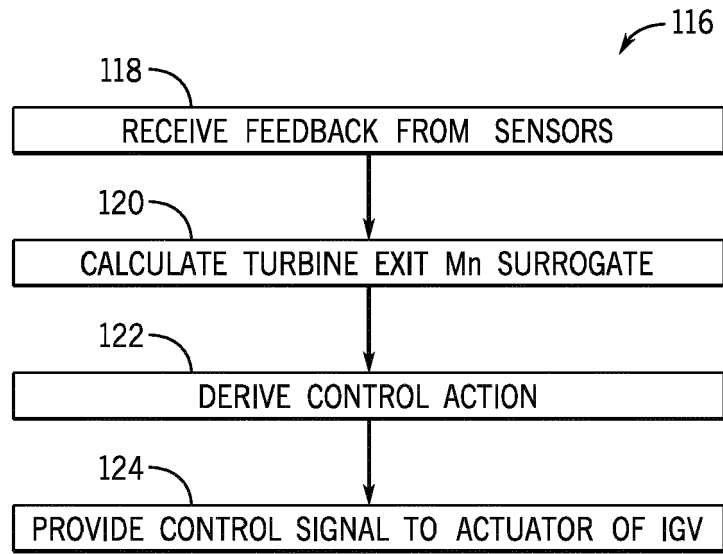 116
118
RECEIVE FEEDBACK FROM SENSORS
120
CALCULATE TURBINE EXIT Mn SURROGATE
122
DERIVE CONTROL ACTION
124
PROVIDE CONTROL SIGNAL TO ACTUATOR OF IGV